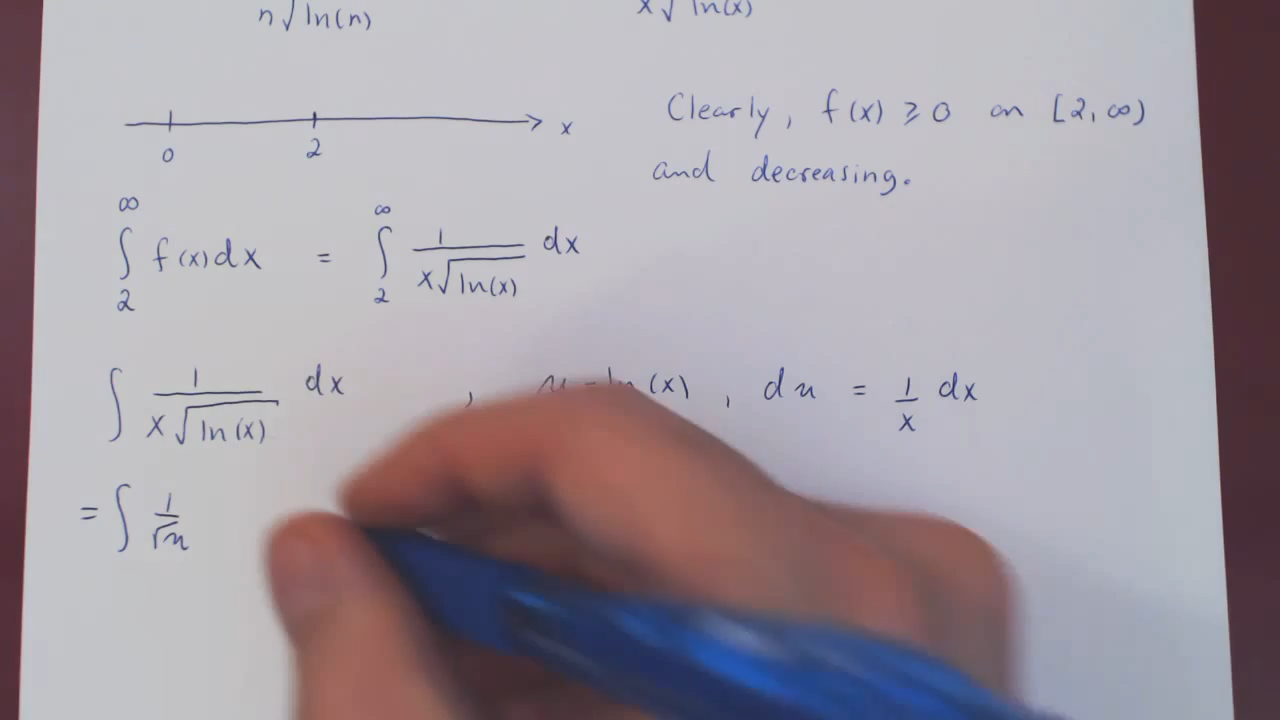 n√ln(n) x√ln(x)
0 2 x
Clearly, f(x) ≥ 0 on [2, ∞)
and decreasing.
∫₂^∞ f(x)dx = ∫₂^∞ 1/(x√ln(x)) dx
∫ 1/(x√ln(x)) dx , u = ln(x) , du = 1/x dx
= ∫ 1/√u